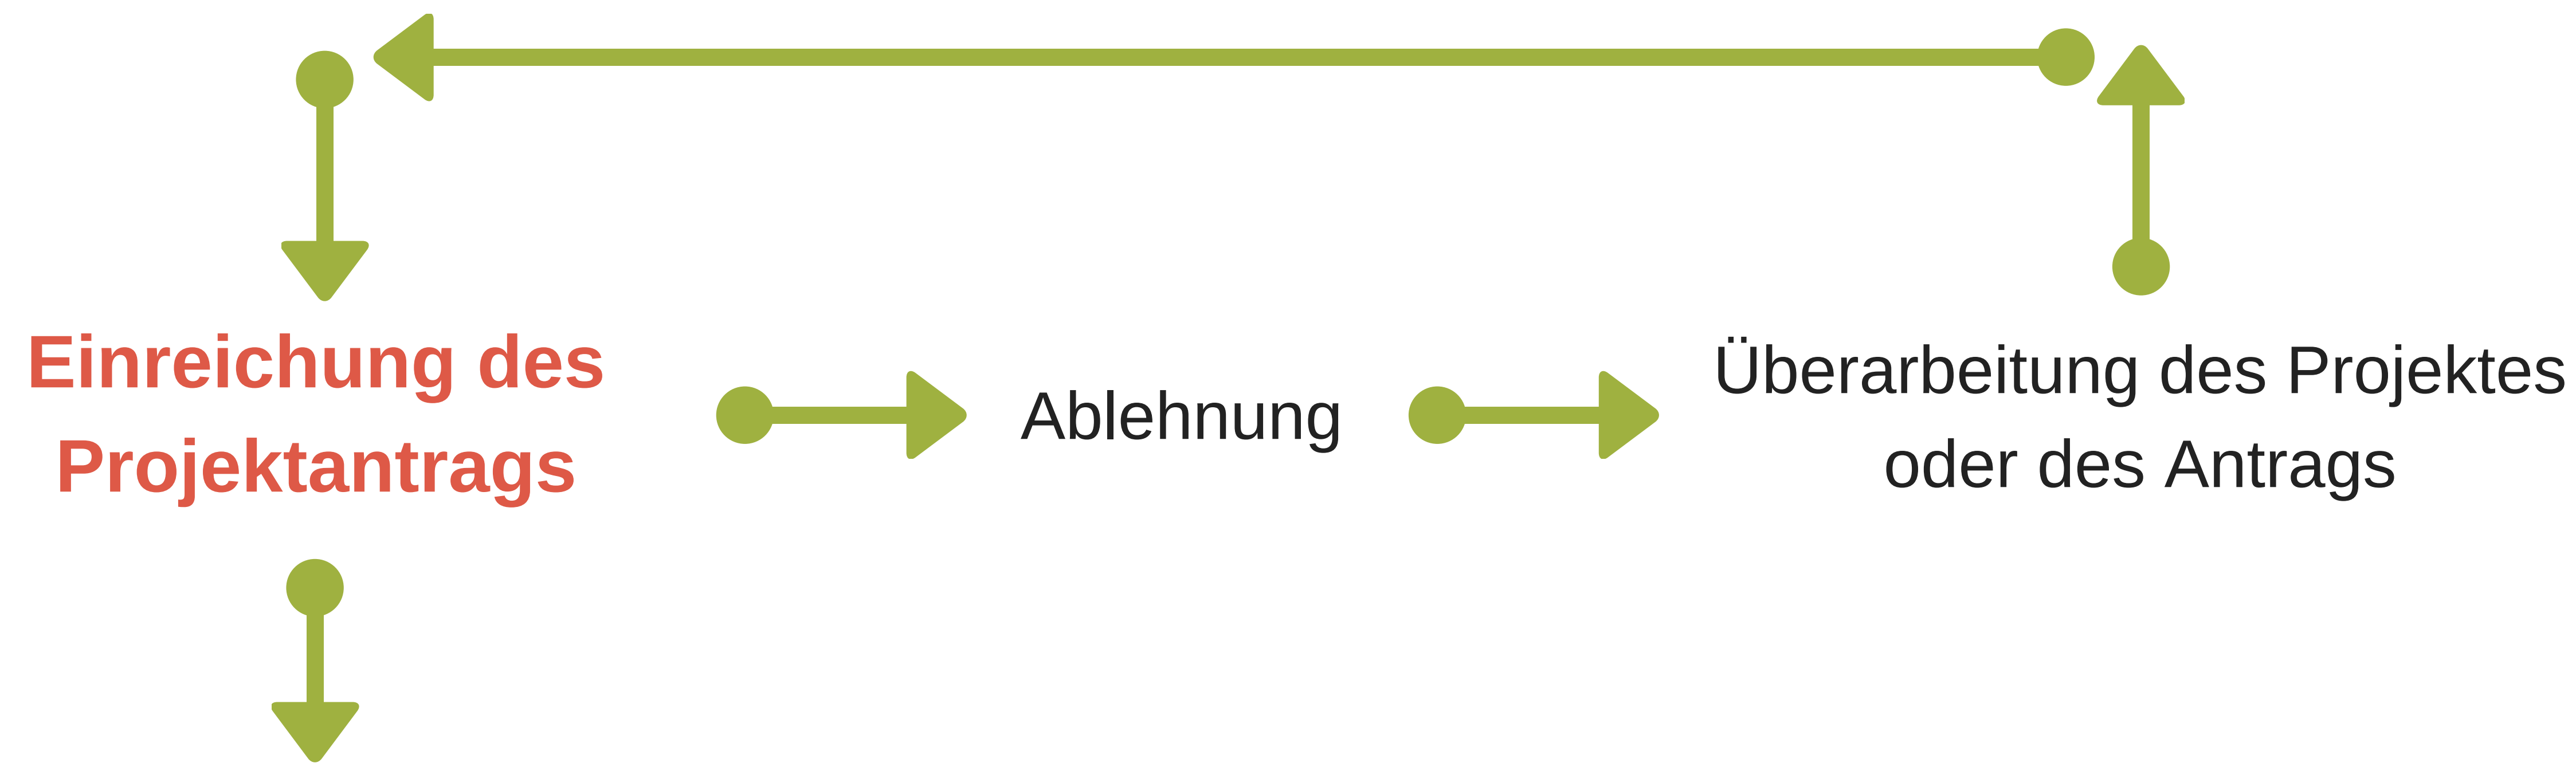 Einreichung des
Projektantrags
Ablehnung
Überarbeitung des Projektes
oder des Antrags